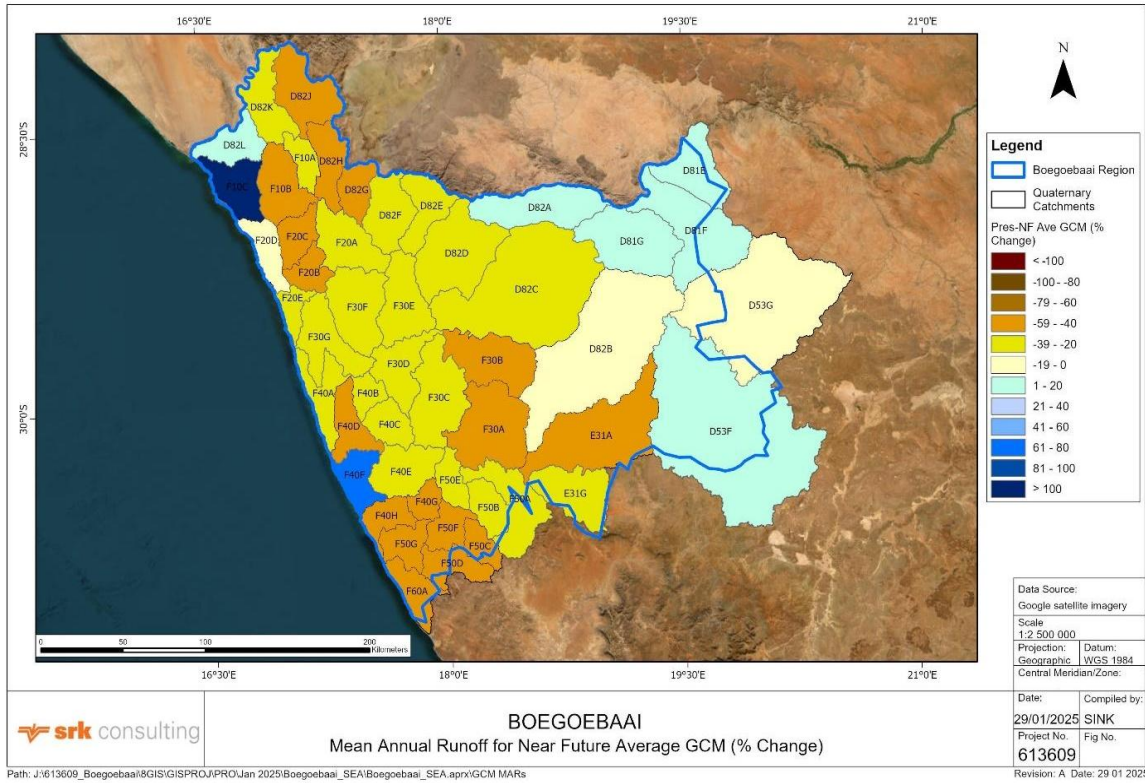 16°30'E 18°0'E 19°30'E 21°0'E
28°30'S
30°0'S
D82J
D82K
D82L
F10A
D82H
F10C
F10B
D82G
D82F
D82E
D82A
D81E
F20D
F20C
F20A
D81G
D81F
F20B
D82D
F20E
F30F
F30E
D82C
D53G
F30G
D82B
F30B
F30D
F40A
F40B
F30C
F40D
F40C
F30A
E31A
D53F
F40F
F40E
F50E
F50A
E31G
F40G
F50B
F40H
F50F
F50G
F50C
F50D
F60A
0 50 100 200
Kilometers
16°30'E 18°0'E 19°30'E 21°0'E
N
Legend
Boegoebaai Region
Quaternary
Catchments
Pres-NF Ave GCM (%
Change)
< -100
-100 - -80
-79 - -60
-59 - -40
-39 - -20
-19 - 0
1 - 20
21 - 40
41 - 60
61 - 80
81 - 100
> 100
Data Source:
Google satellite imagery
Scale
1:2 500 000
Projection: Datum:
Geographic WGS 1984
Central Meridian/Zone:
Date: Compiled by:
29/01/2025 SINK
Project No. Fig No.
613609
srk consulting
BOEGOEBAAI
Mean Annual Runoff for Near Future Average GCM (% Change)
Path: J:\613609_Boegoebaai\8GIS\GISPROJ\PRO\Jan 2025\Boegoebaai_SEA\Boegoebaai_SEA.aprx\GCM MARs
Revision: A Date: 29 01 2025